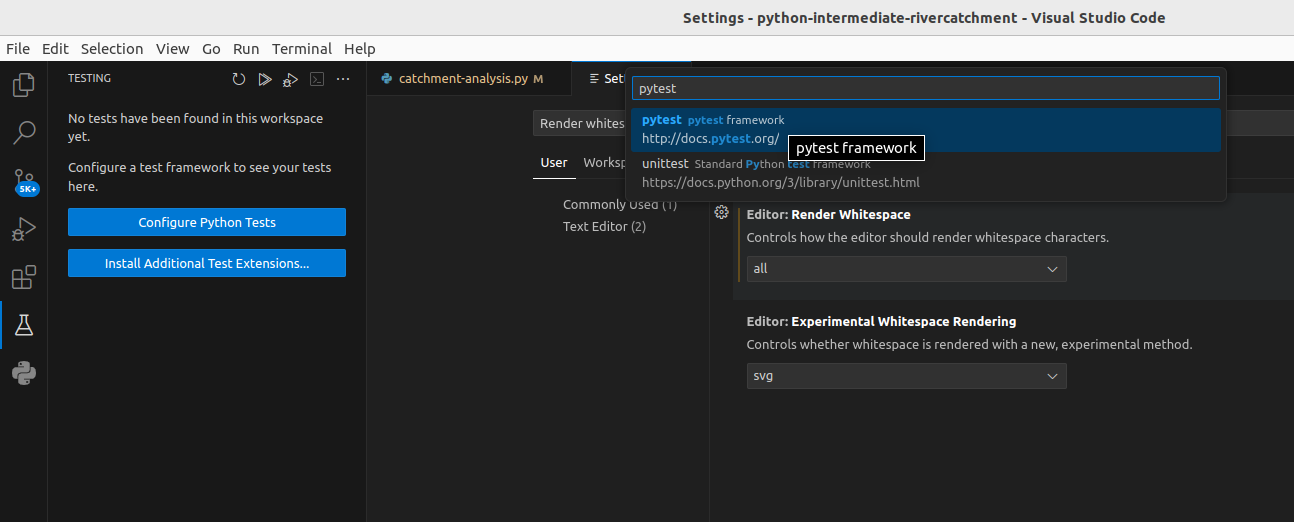 Settings - python-intermediate-rivercatchment - Visual Studio Code
File Edit Selection View Go Run Terminal Help
TESTING
catchment-analysis.py M
Set
pytest
No tests have been found in this workspace
yet.
Configure a test framework to see your tests
here.
Configure Python Tests
Install Additional Test Extensions...
5K+
pytest pytest framework
http://docs.pytest.org/
pytest framework
unittest Standard Python test framework
https://docs.python.org/3/library/unittest.html
Render whites
User Worksp
Commonly Used (1)
Text Editor (2)
Editor: Render Whitespace
Controls how the editor should render whitespace characters.
all
Editor: Experimental Whitespace Rendering
Controls whether whitespace is rendered with a new, experimental method.
svg